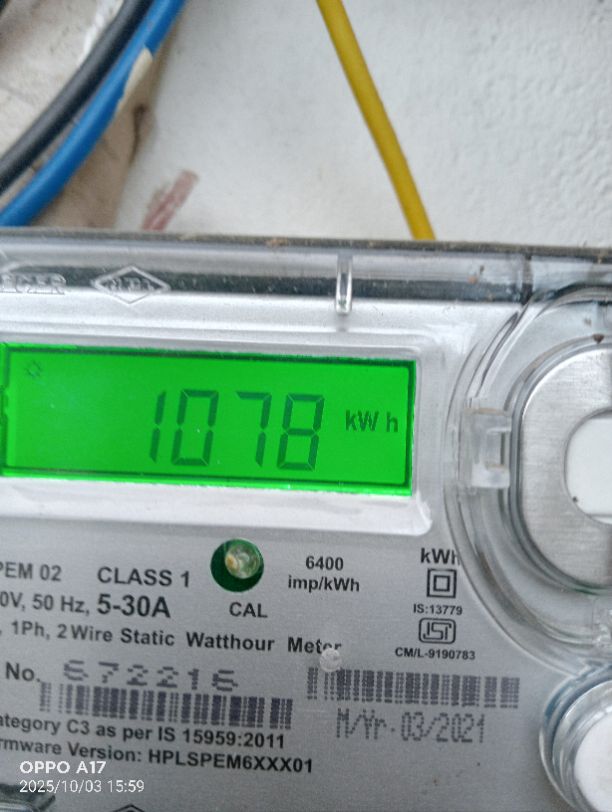 1078 kWh
PEM 02 CLASS 1
6400
imp/kWh
kWh
0V, 50 Hz, 5-30A
CAL
IS:13779
ISI
CM/L-9190783
, 1Ph, 2 Wire Static Watthour Meter
No. 672216
M/Yr-03/2021
ategory C3 as per IS 15959:2011
rmware Version: HPLSPEM6XXX01
OPPO A17
2025/10/03 15:59